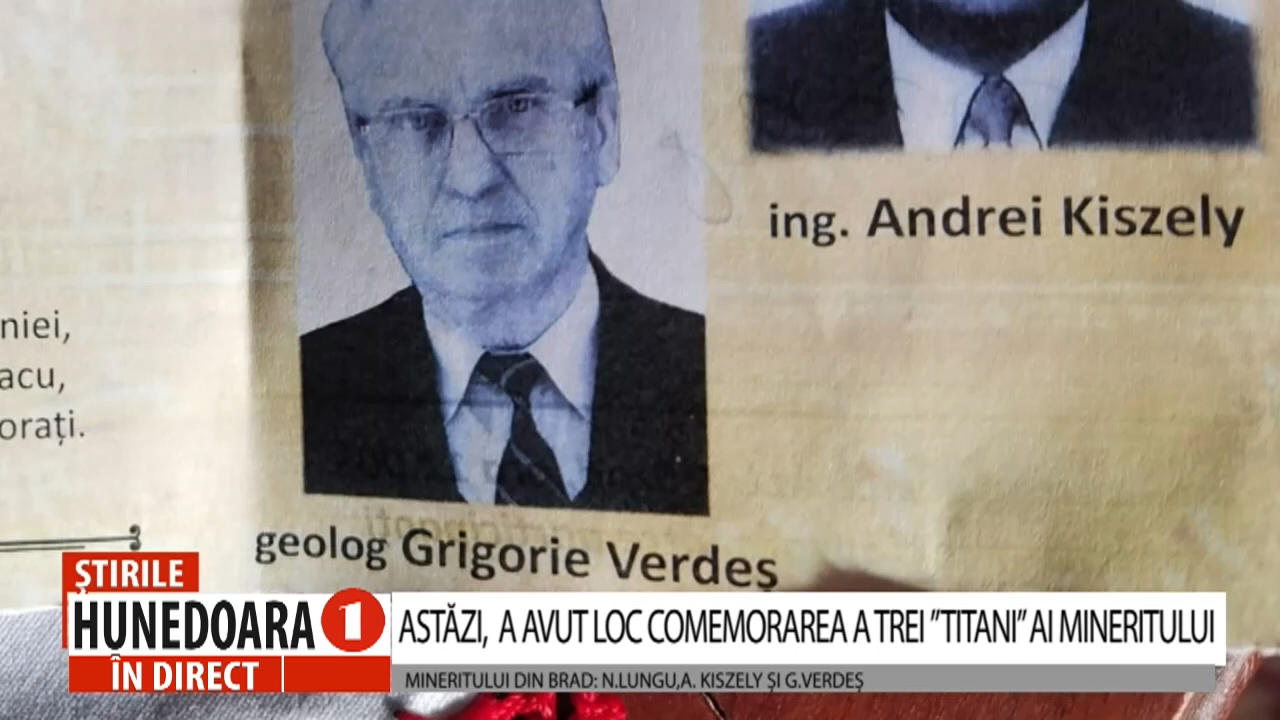 ing. Andrei Kiszely
niei,
acu,
orați.
geolog Grigorie Verdeș
ŞTIRILE
HUNEDOARA 1
ÎN DIRECT
ASTĂZI, A AVUT LOC COMEMORAREA A TREI ”TITANI” AI MINERITULUI
MINERITULUI DIN BRAD: N.LUNGU,A. KISZELY ȘI G.VERDEȘ